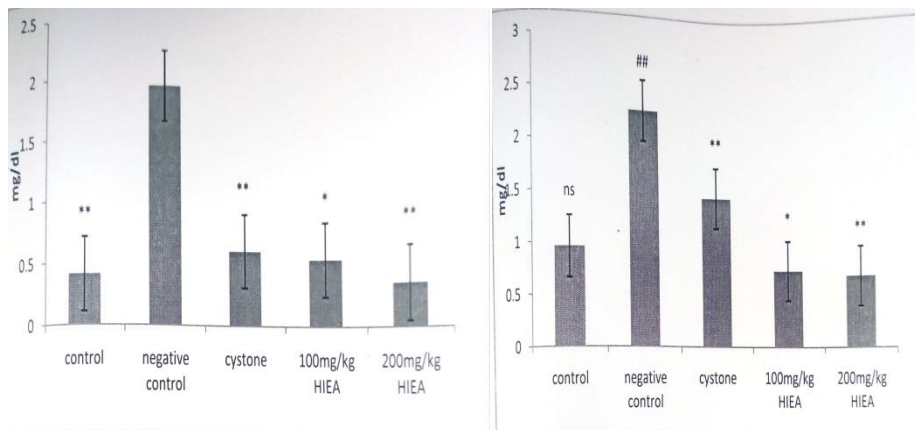 2.5
2
1.5
1
0.5
0
mg/dl
**
**
*
**
control
negative
control
cystone
100mg/kg
HIEA
200mg/kg
HIEA
3
2.5
2
1.5
1
0.5
0
mg/dl
ns
##
**
*
**
control
negative
control
cystone
100mg/kg
HIEA
200mg/kg
HIEA